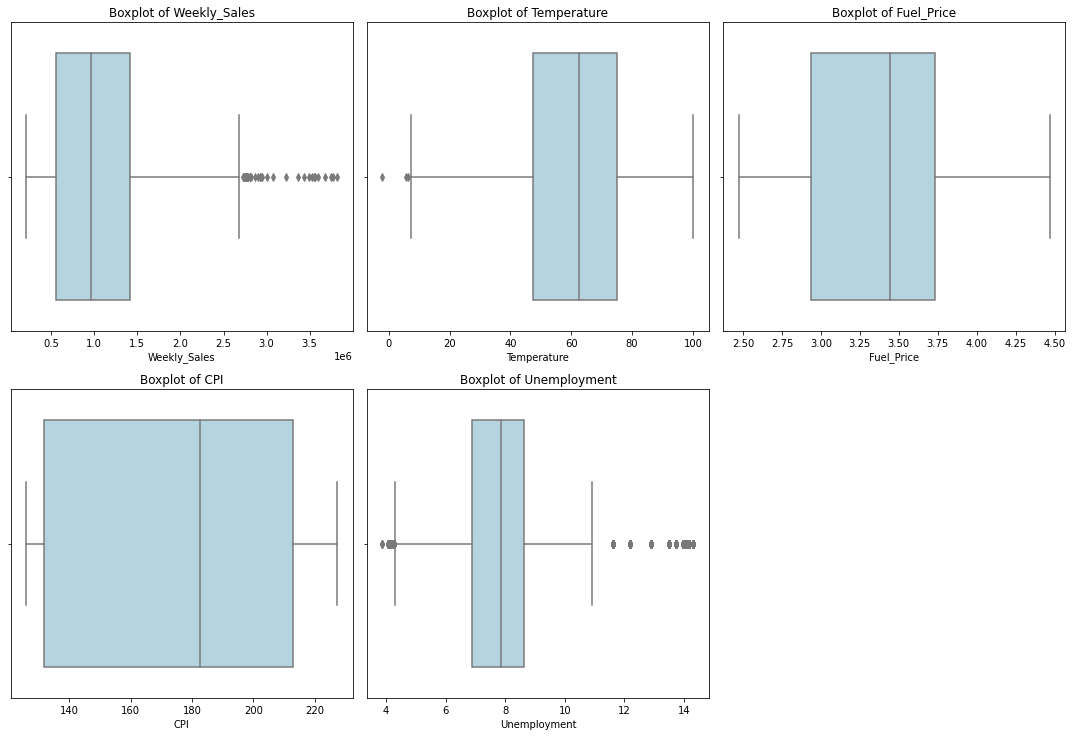 Boxplot of Weekly_Sales
Boxplot of Temperature
Boxplot of Fuel_Price
0.5 1.0 1.5 2.0 2.5 3.0 3.5
1e6
Weekly_Sales
0 20 40 60 80 100
Temperature
2.50 2.75 3.00 3.25 3.50 3.75 4.00 4.25 4.50
Fuel_Price
Boxplot of CPI
Boxplot of Unemployment
140 160 180 200 220
CPI
4 6 8 10 12 14
Unemployment